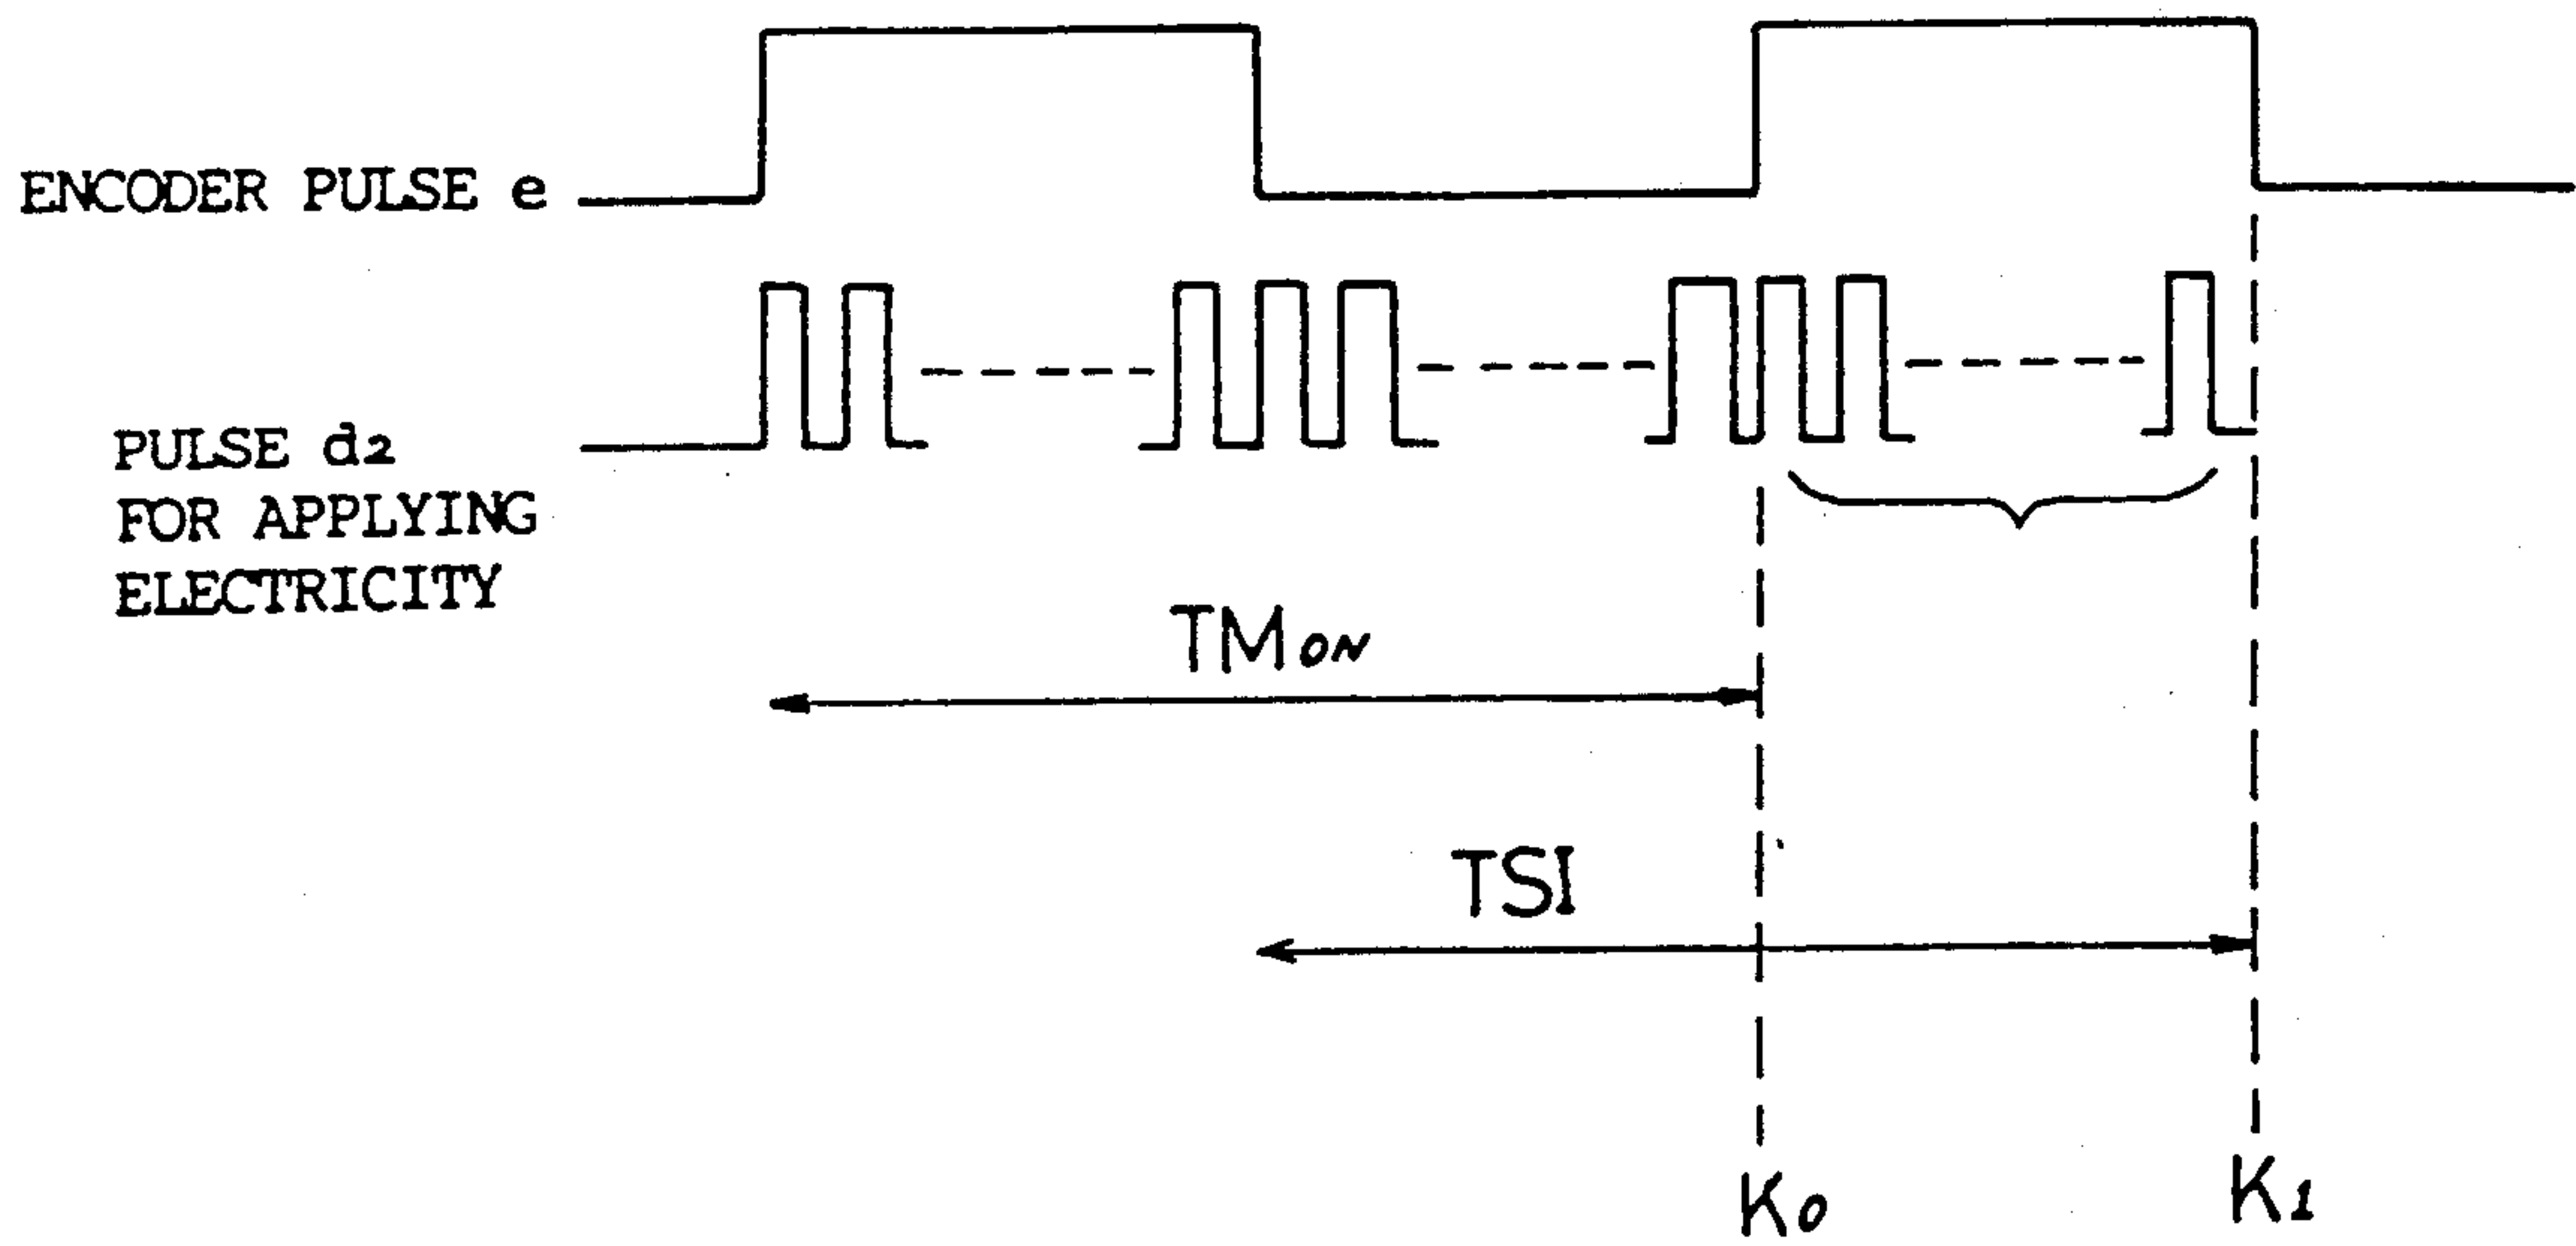 ENCODER PULSE e
PULSE d2
FOR APPLYING
ELECTRICITY
TMON
TSI
K0
K1